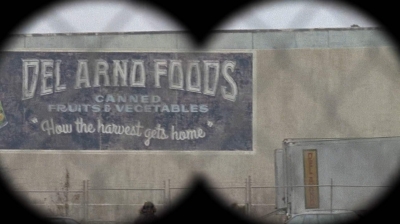 DEL ARNO FOODS
CANNED
FRUITS & VEGETABLES
"How the harvest gets home"